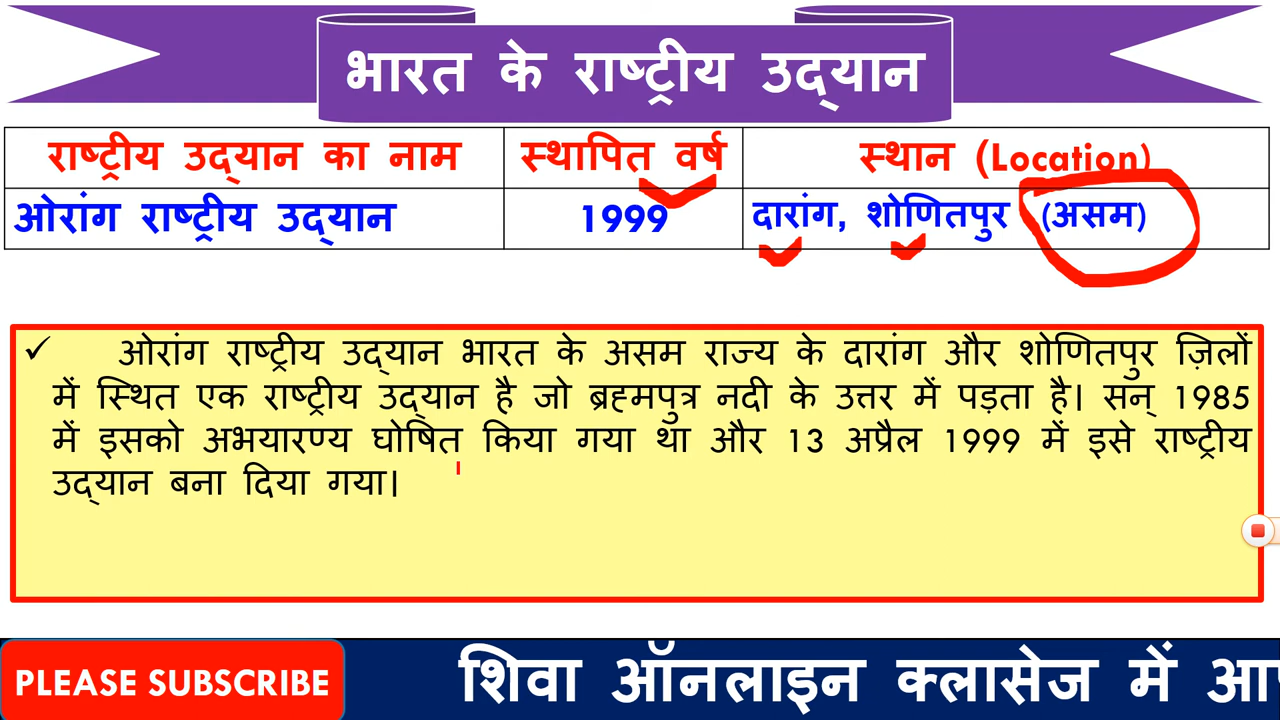 भारत के राष्ट्रीय उद्यान
राष्ट्रीय उद्यान का नाम स्थापित वर्ष स्थान (Location)
ओरांग राष्ट्रीय उद्यान 1999 दारांग, शोणितपुर (असम)
✓ ओरांग राष्ट्रीय उद्यान भारत के असम राज्य के दारांग और शोणितपुर ज़िलों
में स्थित एक राष्ट्रीय उद्यान है जो ब्रह्मपुत्र नदी के उत्तर में पड़ता है। सन् 1985
में इसको अभयारण्य घोषित किया गया था और 13 अप्रैल 1999 में इसे राष्ट्रीय
उद्यान बना दिया गया।
PLEASE SUBSCRIBE शिवा ऑनलाइन क्लासेज में